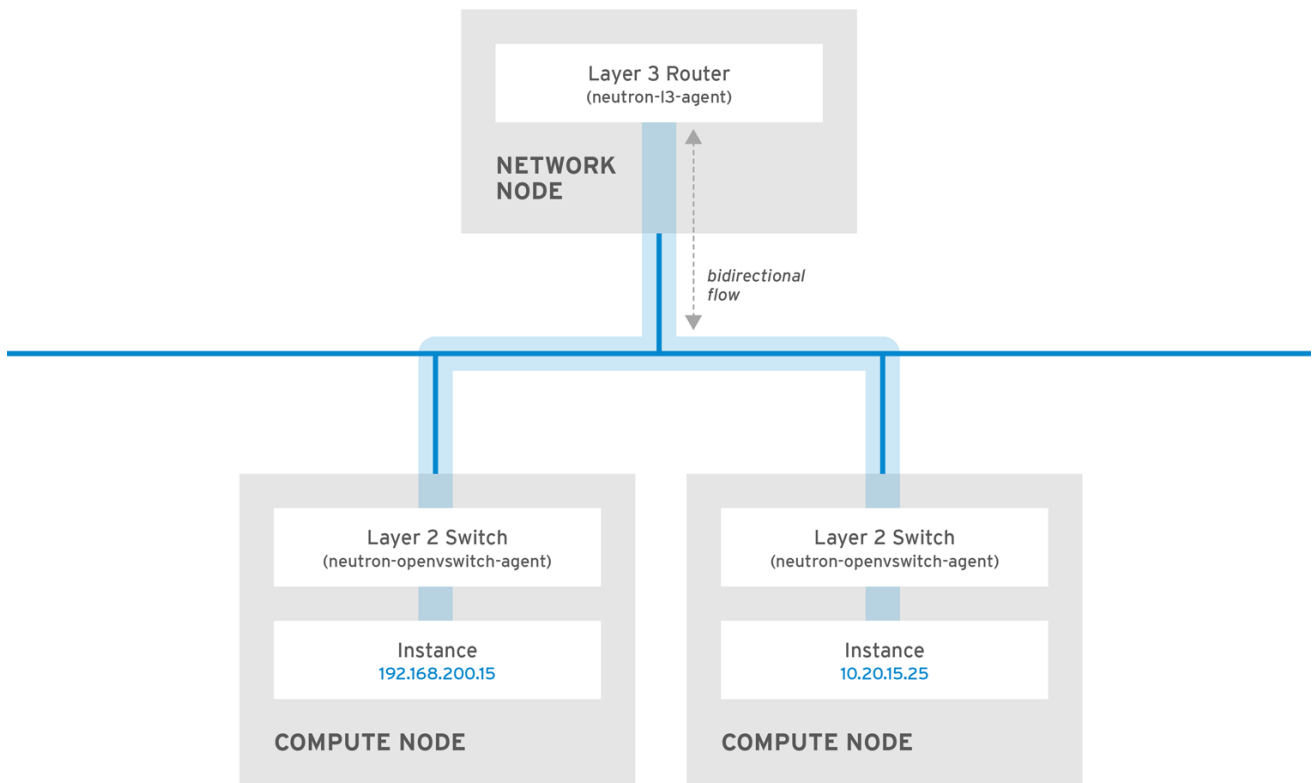 Layer 3 Router
(neutron-l3-agent)
NETWORK
NODE
bidirectional
flow
Layer 2 Switch
(neutron-openvswitch-agent)
Instance
192.168.200.15
COMPUTE NODE
Layer 2 Switch
(neutron-openvswitch-agent)
Instance
10.20.15.25
COMPUTE NODE